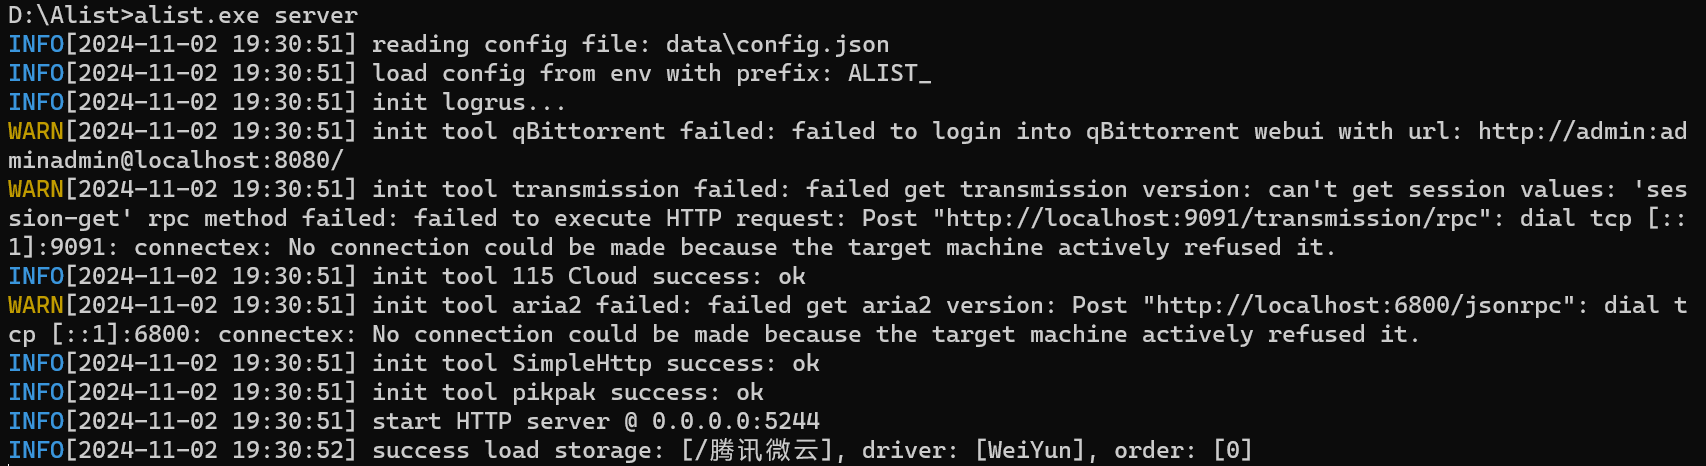 D:\Alist>alist.exe server
INFO[2024-11-02 19:30:51] reading config file: data\config.json
INFO[2024-11-02 19:30:51] load config from env with prefix: ALIST_
INFO[2024-11-02 19:30:51] init logrus...
WARN[2024-11-02 19:30:51] init tool qBittorrent failed: failed to login into qBittorrent webui with url: http://admin:ad
minadmin@localhost:8080/
WARN[2024-11-02 19:30:51] init tool transmission failed: failed get transmission version: can't get session values: 'ses
sion-get' rpc method failed: failed to execute HTTP request: Post "http://localhost:9091/transmission/rpc": dial tcp [::
1]:9091: connectex: No connection could be made because the target machine actively refused it.
INFO[2024-11-02 19:30:51] init tool 115 Cloud success: ok
WARN[2024-11-02 19:30:51] init tool aria2 failed: failed get aria2 version: Post "http://localhost:6800/jsonrpc": dial t
cp [::1]:6800: connectex: No connection could be made because the target machine actively refused it.
INFO[2024-11-02 19:30:51] init tool SimpleHttp success: ok
INFO[2024-11-02 19:30:51] init tool pikpak success: ok
INFO[2024-11-02 19:30:51] start HTTP server @ 0.0.0.0:5244
INFO[2024-11-02 19:30:52] success load storage: [/腾讯微云], driver: [WeiYun], order: [0]